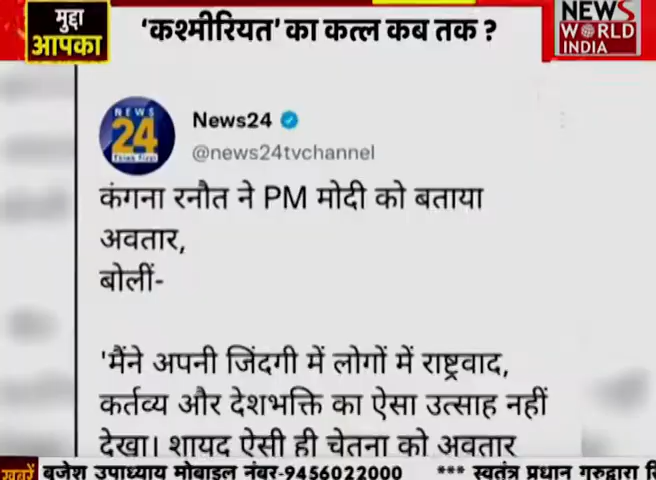 मुद्दा
आपका
‘कश्मीरियत’ का कत्ल कब तक ?
NEWS
WORLD
INDIA
NEWS
24
Think First
News24
@news24tvchannel
कंगना रनौत ने PM मोदी को बताया
अवतार,
बोलीं-
'मैंने अपनी जिंदगी में लोगों में राष्ट्रवाद,
कर्तव्य और देशभक्ति का ऐसा उत्साह नहीं
देखा। शायद ऐसी ही चेतना को अवतार
खबरें
बृजेश उपाध्याय मोबाइल नंबर-9456022000 *** स्वतंत्र प्रधान गुरुद्वारा